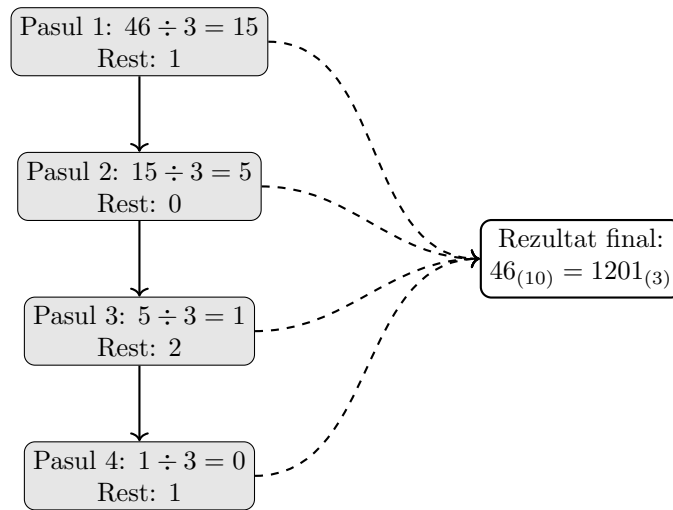 Pasul 1: 46 ÷ 3 = 15
Rest: 1
Pasul 2: 15 ÷ 3 = 5
Rest: 0
Pasul 3: 5 ÷ 3 = 1
Rest: 2
Pasul 4: 1 ÷ 3 = 0
Rest: 1
Rezultat final:
46₍₁₀₎ = 1201₍₃₎